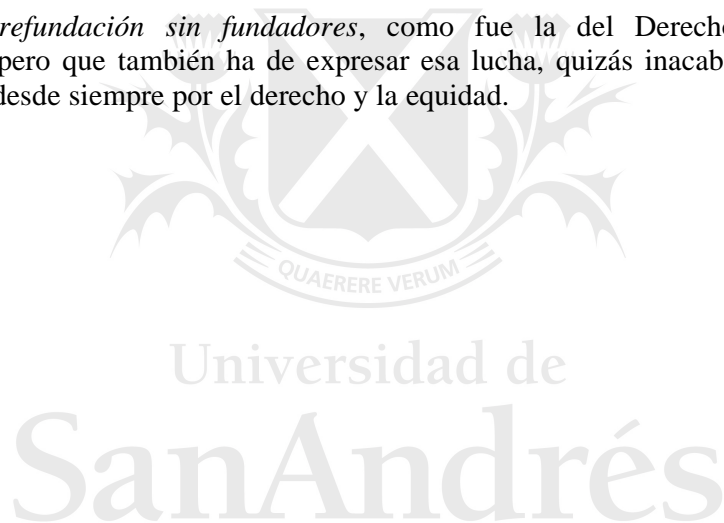 refundación sin fundadores, como fue la del Derecho
pero que también ha de expresar esa lucha, quizás inacab
desde siempre por el derecho y la equidad.
QUAERERE VERUM
Universidad de
SanAndrés